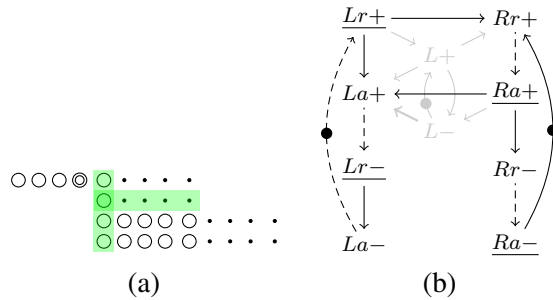 Lr+ Rr+
L+
La+ Ra+
L−
Lr− Rr−
La− Ra−
(a) (b)